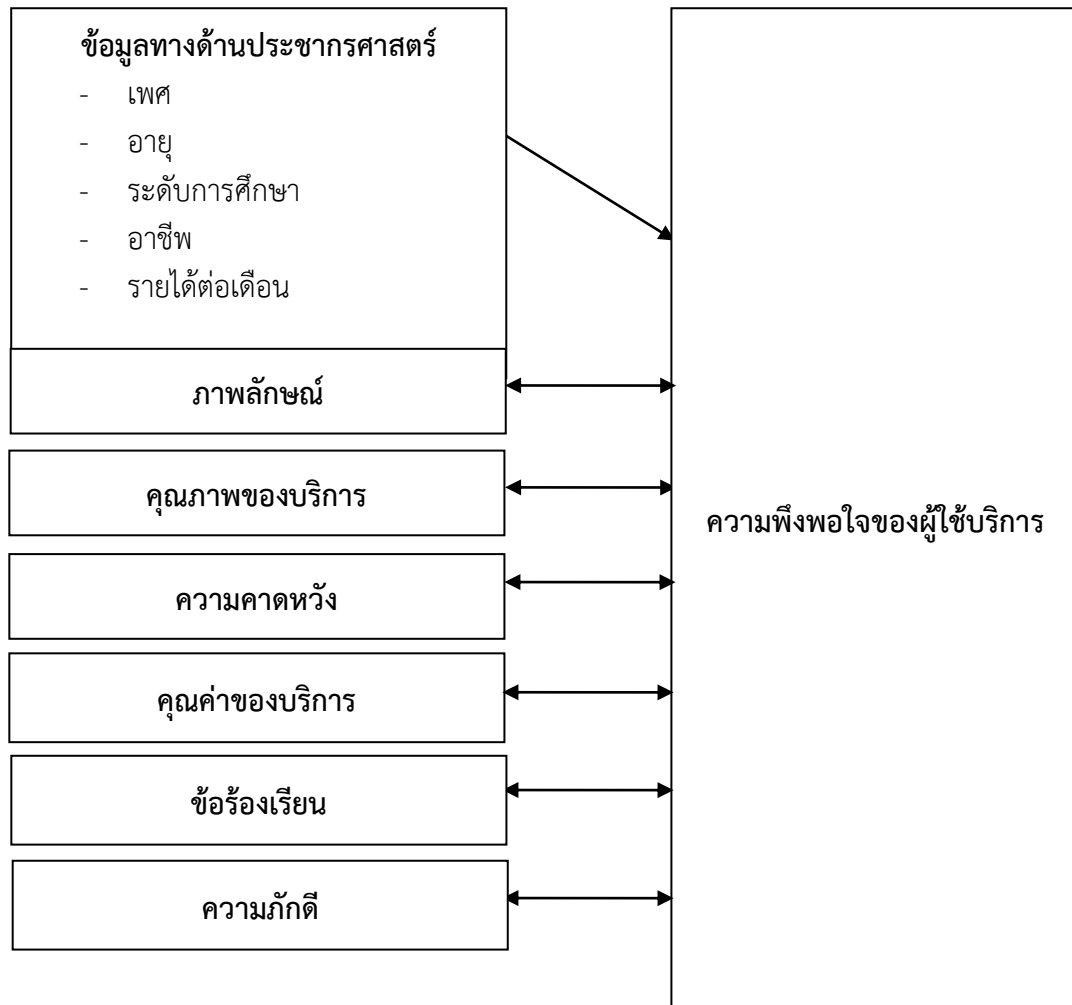 ข้อมูลทางด้านประชากรศาสตร์
- เพศ
- อายุ
- ระดับการศึกษา
- อาชีพ
- รายได้ต่อเดือน
ภาพลักษณ์
คุณภาพของบริการ
ความคาดหวัง
คุณค่าของบริการ
ข้อร้องเรียน
ความภักดี
ความพึงพอใจของผู้ใช้บริการ